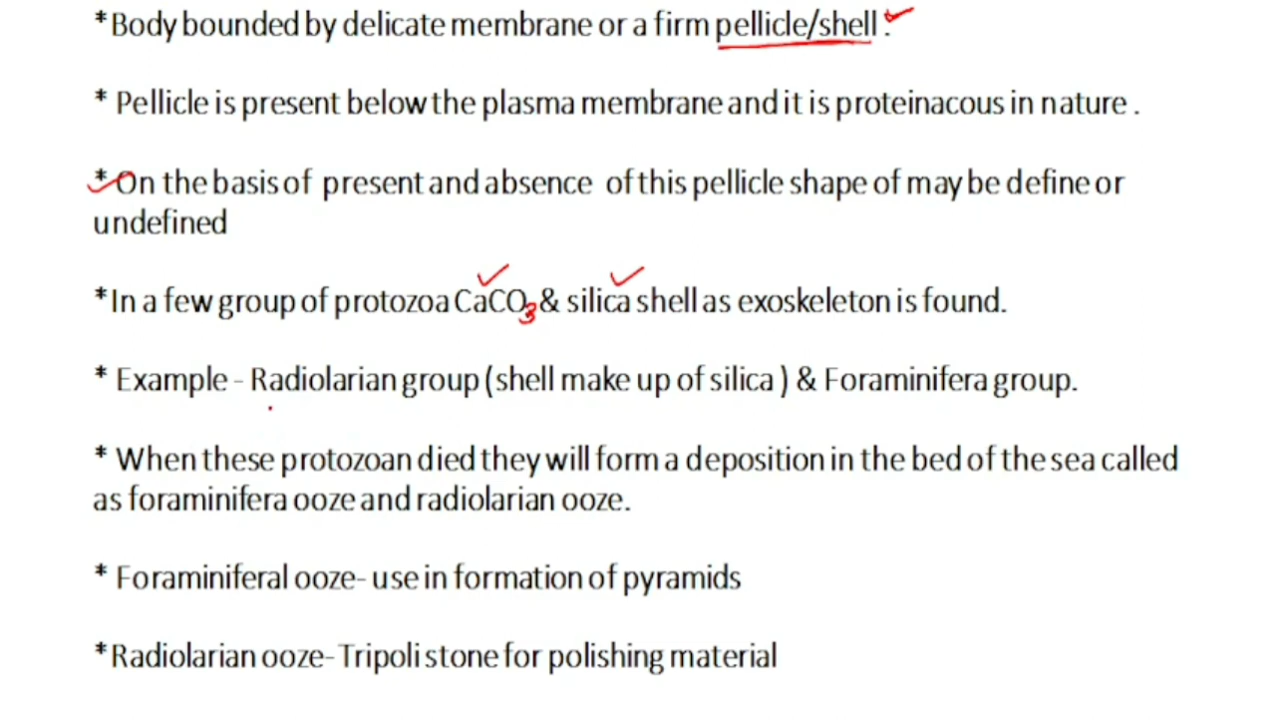 *Body bounded by delicate membrane or a firm pellicle/shell .
* Pellicle is present below the plasma membrane and it is proteinacous in nature .
* On the basis of present and absence of this pellicle shape of may be define or
undefined
*In a few group of protozoa CaCO3 & silica shell as exoskeleton is found.
* Example - Radiolarian group (shell make up of silica ) & Foraminifera group.
* When these protozoan died they will form a deposition in the bed of the sea called
as foraminifera ooze and radiolarian ooze.
* Foraminiferal ooze- use in formation of pyramids
*Radiolarian ooze- Tripoli stone for polishing material